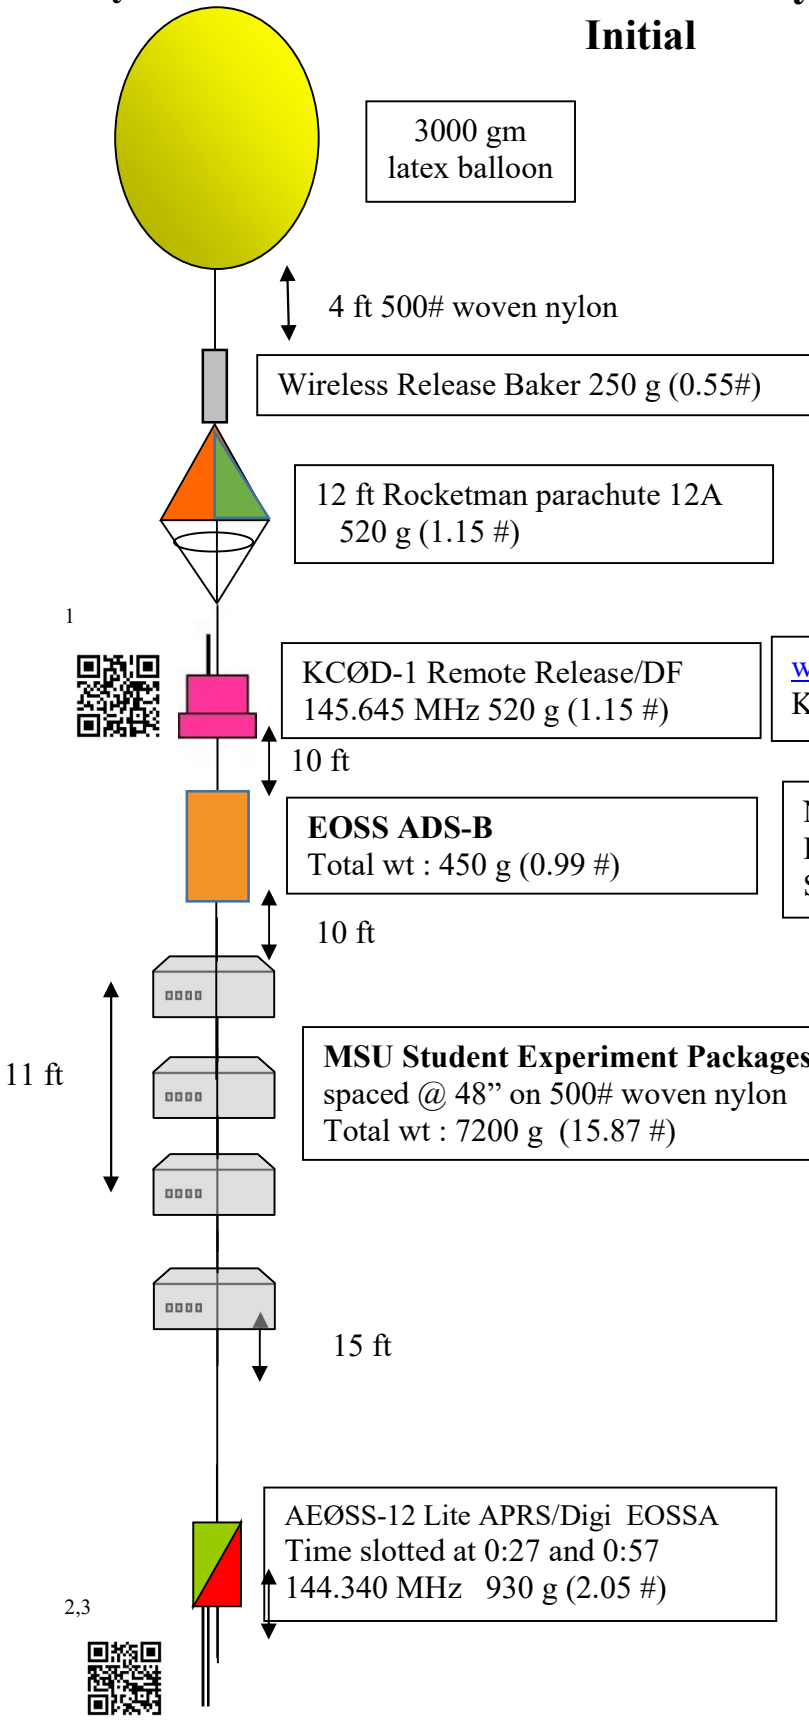 Initial
3000 gm
latex balloon
4 ft 500# woven nylon
Wireless Release Baker 250 g (0.55#)
12 ft Rocketman parachute 12A
520 g (1.15 #)
1
KCØD-1 Remote Release/DF
145.645 MHz 520 g (1.15 #)
w
K
10 ft
EOSS ADS-B
Total wt : 450 g (0.99 #)
10 ft
11 ft
MSU Student Experiment Packages
spaced @ 48” on 500# woven nylon
Total wt : 7200 g (15.87 #)
15 ft
AEØSS-12 Lite APRS/Digi EOSSA
Time slotted at 0:27 and 0:57
144.340 MHz 930 g (2.05 #)
2,3